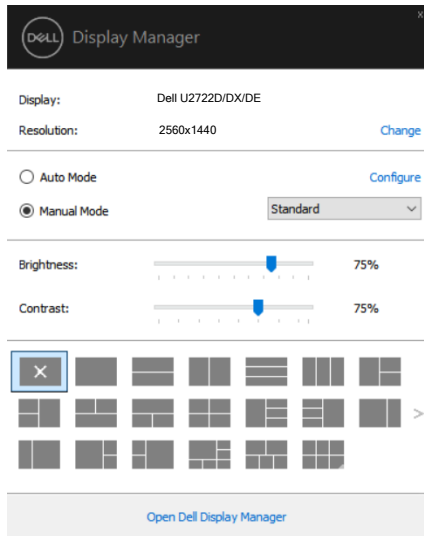 x
DELL Display Manager
Display: Dell U2722D/DX/DE
Resolution: 2560x1440 Change
Auto Mode Configure
Manual Mode Standard
Brightness: 75%
Contrast: 75%
Open Dell Display Manager